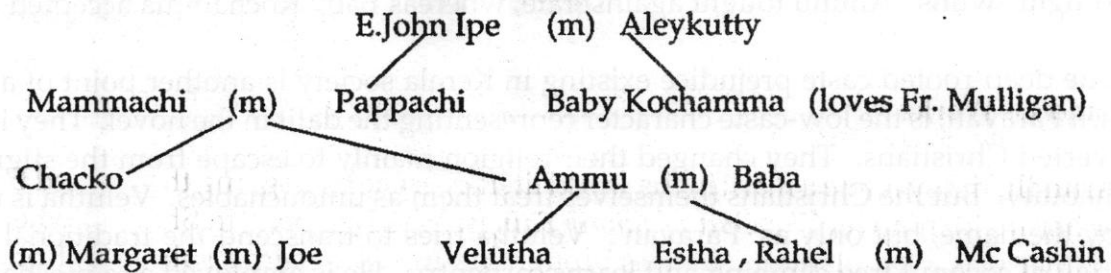 E.John Ipe (m) Aleykutty
Mammachi (m) Pappachi Baby Kochamma (loves Fr. Mulligan)
Chacko Ammu (m) Baba
(m) Margaret (m) Joe Velutha Estha , Rahel (m) Mc Cashin